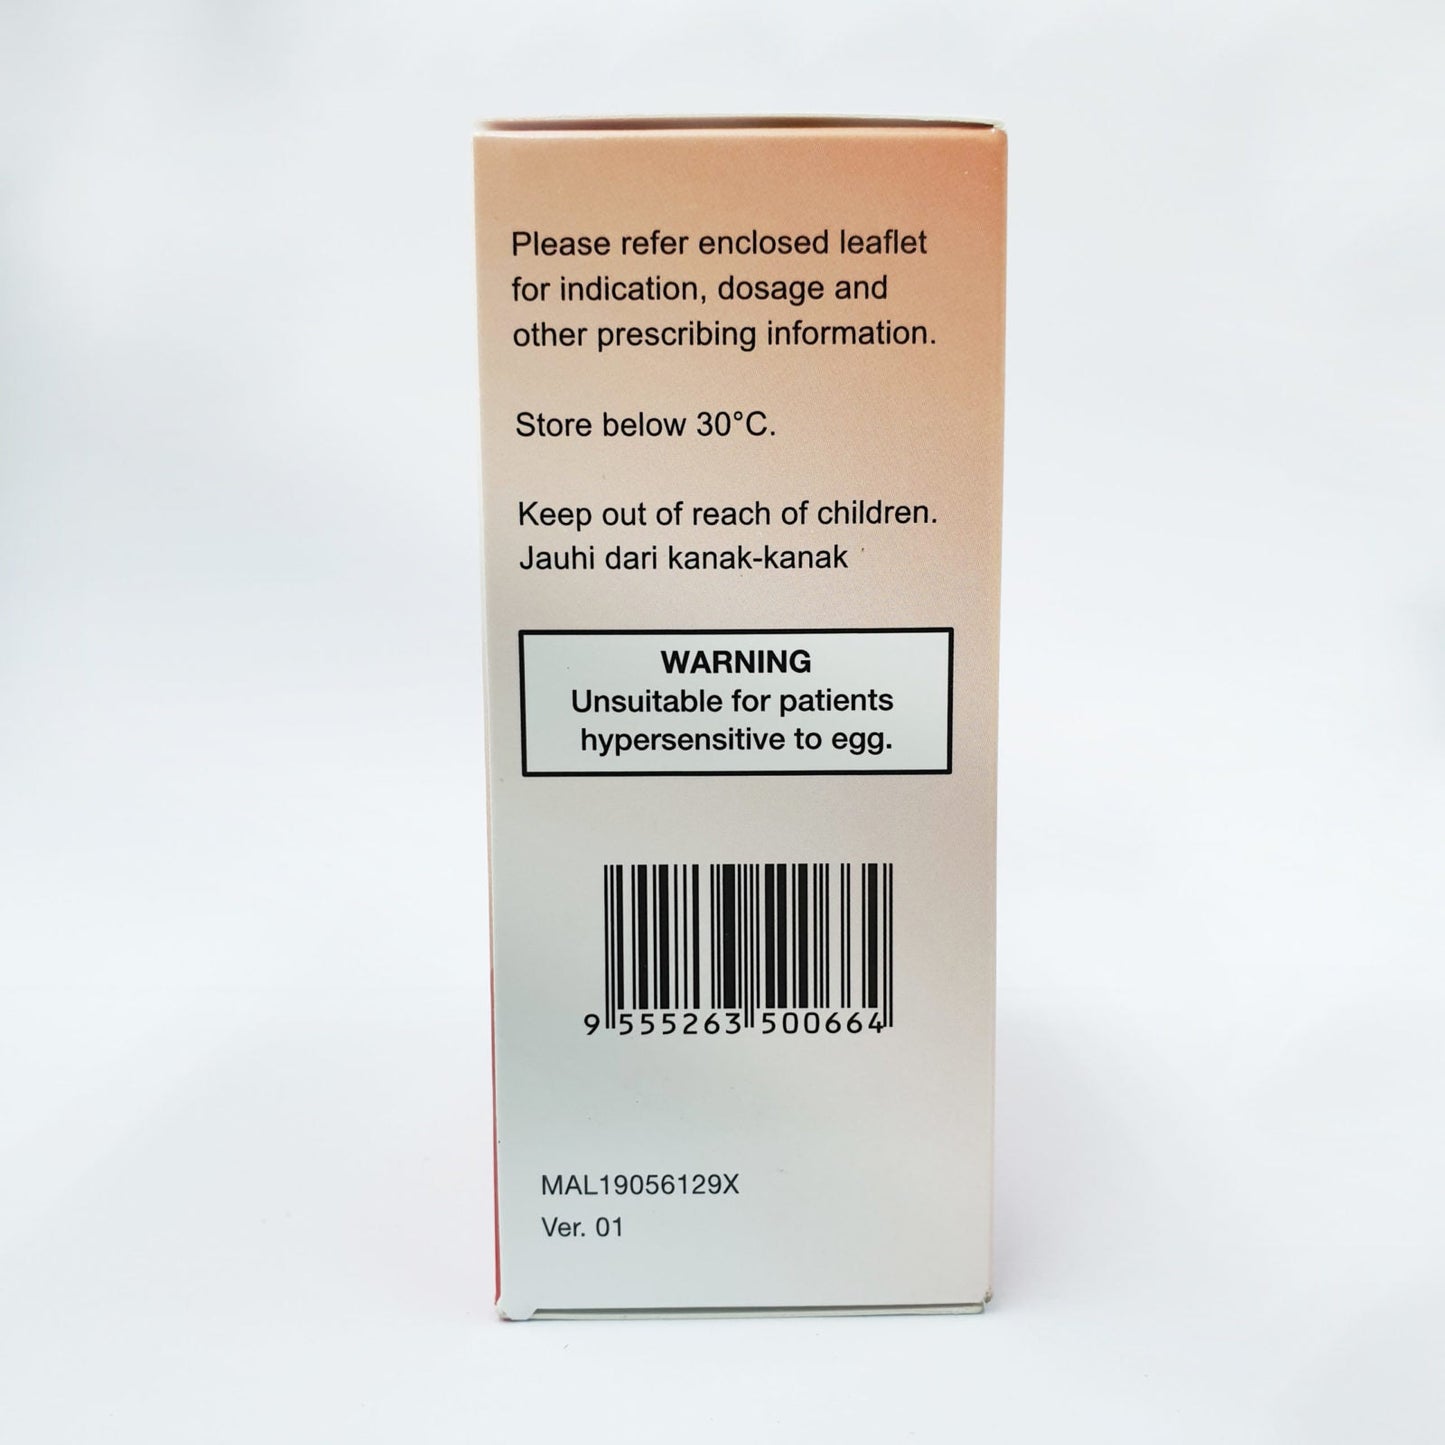 Please refer enclosed leaflet
for indication, dosage and
other prescribing information.
Store below 30°C.
Keep out of reach of children.
Jauhi dari kanak-kanak
WARNING
Unsuitable for patients
hypersensitive to egg.
9 555263 500664
MAL19056129X
Ver. 01